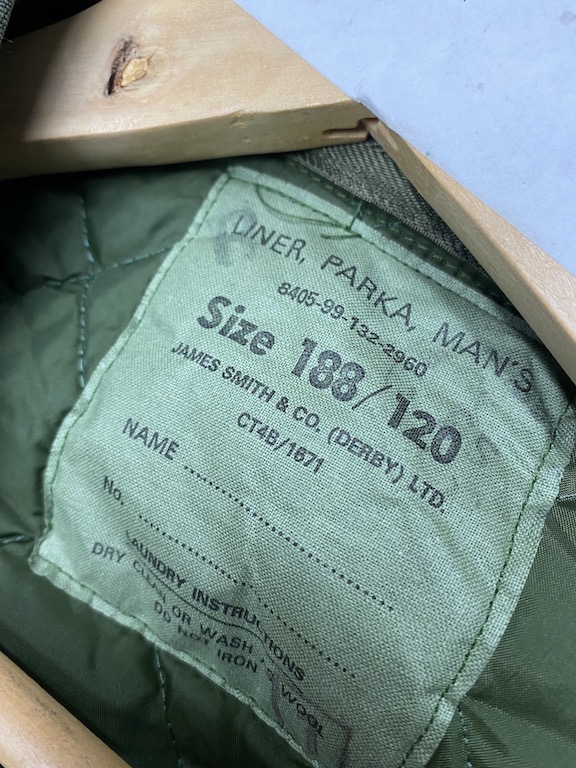 LINER, PARKA, MAN'S
8405-99-132-2960
Size 188/120
JAMES SMITH & CO. (DERBY) LTD.
CT4B/1671
NAME ........................
No. ........................
LAUNDRY INSTRUCTIONS
DRY CLEAN OR WASH 'WOOL
DO NOT IRON